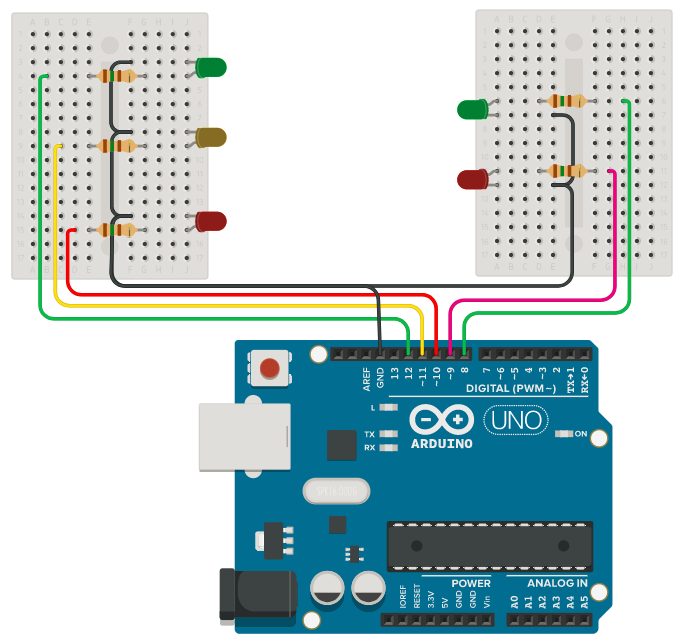 A B C D E F G H I J
A B C D E F G H I J
A B C D E F G H I J
A B C D E F G H I J
AREF
GND
13
12
~11
~10
~9
8
7
~6
~5
4
~3
2
TX→1
RX←0
DIGITAL (PWM~)
L
TX
RX
ARDUINO
UNO
ON
POWER
ANALOG IN
IOREF
RESET
3.3V
5V
GND
GND
Vin
A0
A1
A2
A3
A4
A5